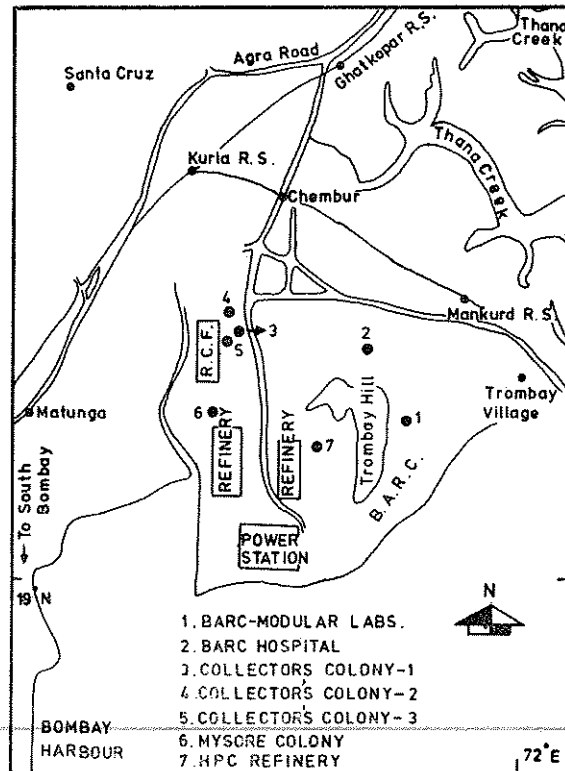 Thana
Creek
Agra Road
Ghatkopar R.S.
Santa Cruz
Thana Creek
Kurla R.S.
Chembur
Mankurd R.S.
4
3
5
R.C.F.
2
Trombay
Village
Matunga
6
REFINERY
REFINERY
7
Trombay Hill
1
B.A.R.C.
To South
Bombay
POWER
STATION
19 N
N
1. BARC-MODULAR LABS.
2. BARC HOSPITAL
3. COLLECTORS COLONY-1
4. COLLECTORS COLONY-2
5. COLLECTORS COLONY-3
6. MYSORE COLONY
7. HPC REFINERY
BOMBAY
HARBOUR
72°E